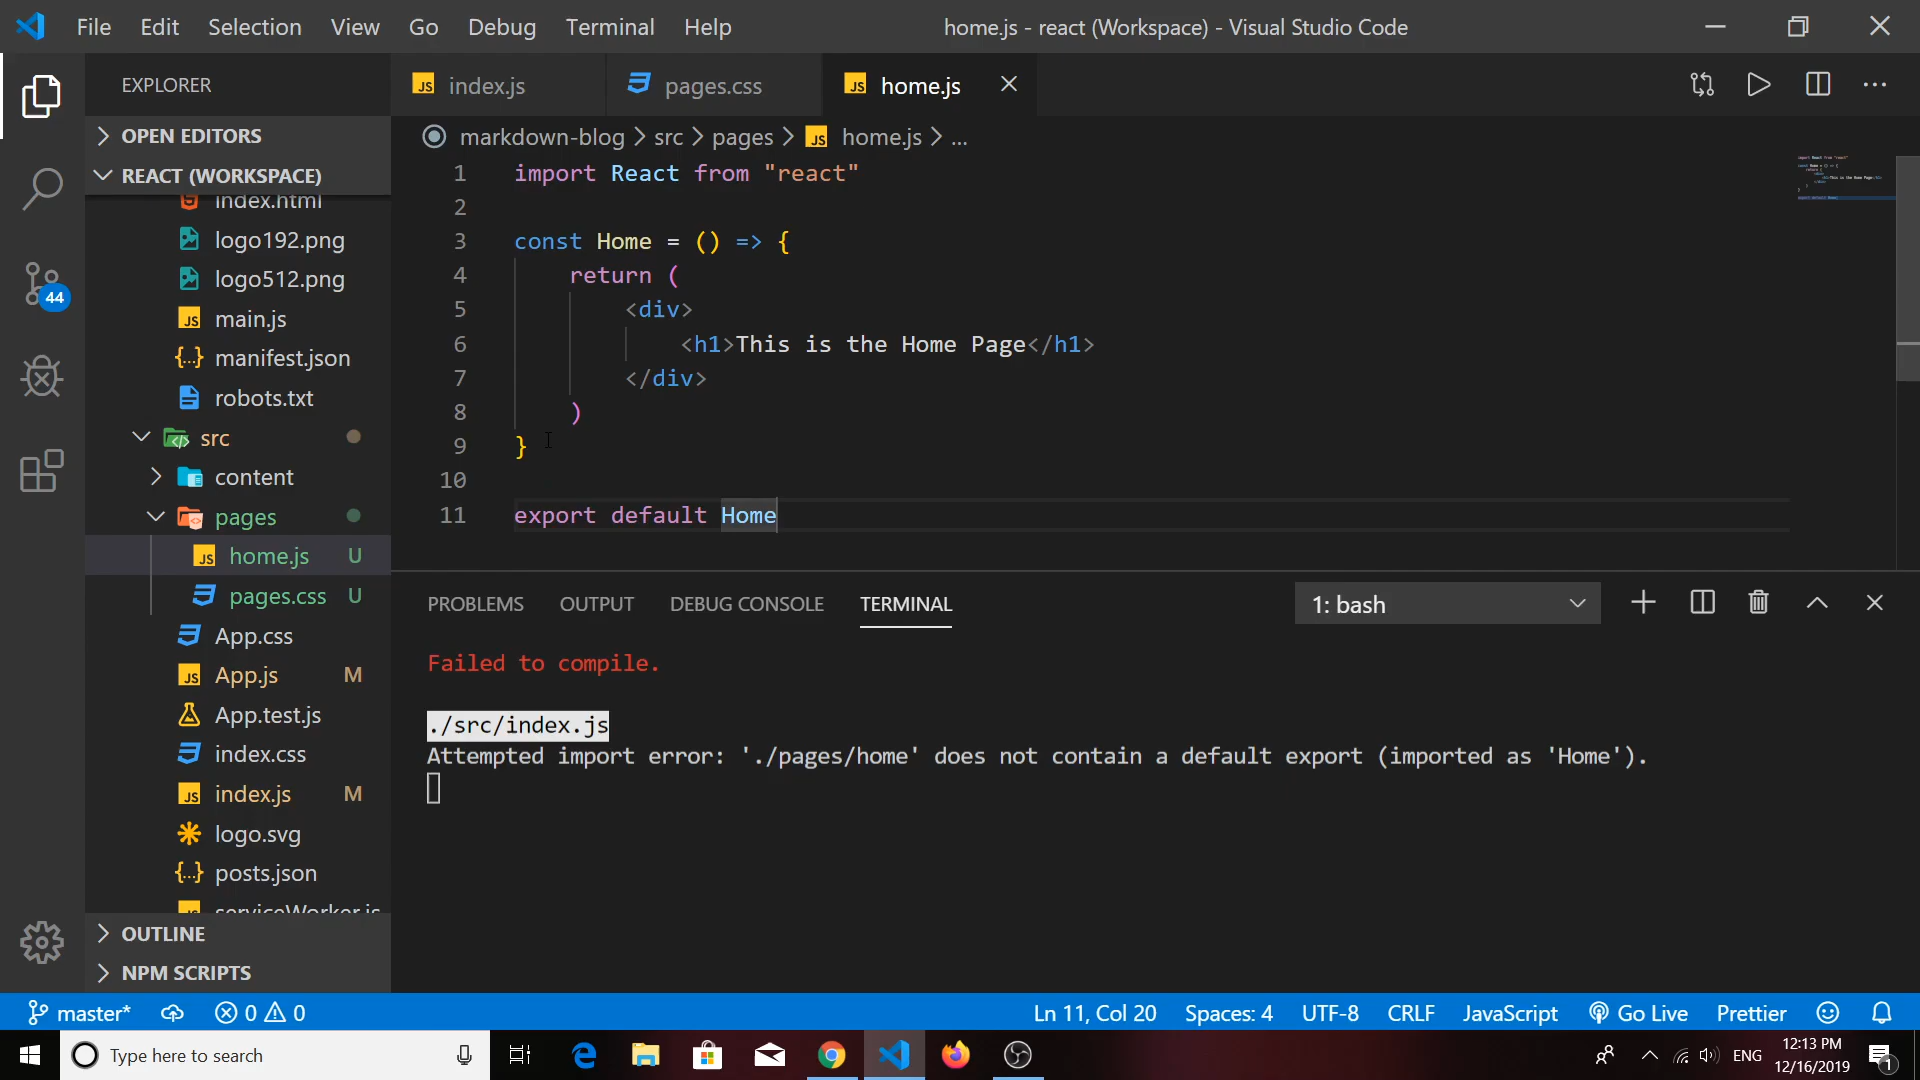 File Edit Selection View Go Debug Terminal Help
home.js - react (Workspace) - Visual Studio Code
EXPLORER
index.js
pages.css
home.js
OPEN EDITORS
REACT (WORKSPACE)
index.html
logo192.png
logo512.png
main.js
manifest.json
robots.txt
src
content
pages
home.js U
pages.css U
App.css
App.js M
App.test.js
index.css
index.js M
logo.svg
posts.json
serviceWorker.js
OUTLINE
NPM SCRIPTS
44
markdown-blog > src > pages > JS home.js > ...
1 import React from "react"
2
3 const Home = () => {
4 return (
5 <div>
6 <h1>This is the Home Page</h1>
7 </div>
8 )
9 }
10
11 export default Home
PROBLEMS OUTPUT DEBUG CONSOLE TERMINAL
1: bash
Failed to compile.
./src/index.js
Attempted import error: './pages/home' does not contain a default export (imported as 'Home').
master* 0 0
Ln 11, Col 20 Spaces: 4 UTF-8 CRLF JavaScript Go Live Prettier
Type here to search
ENG
12:13 PM
12/16/2019
1